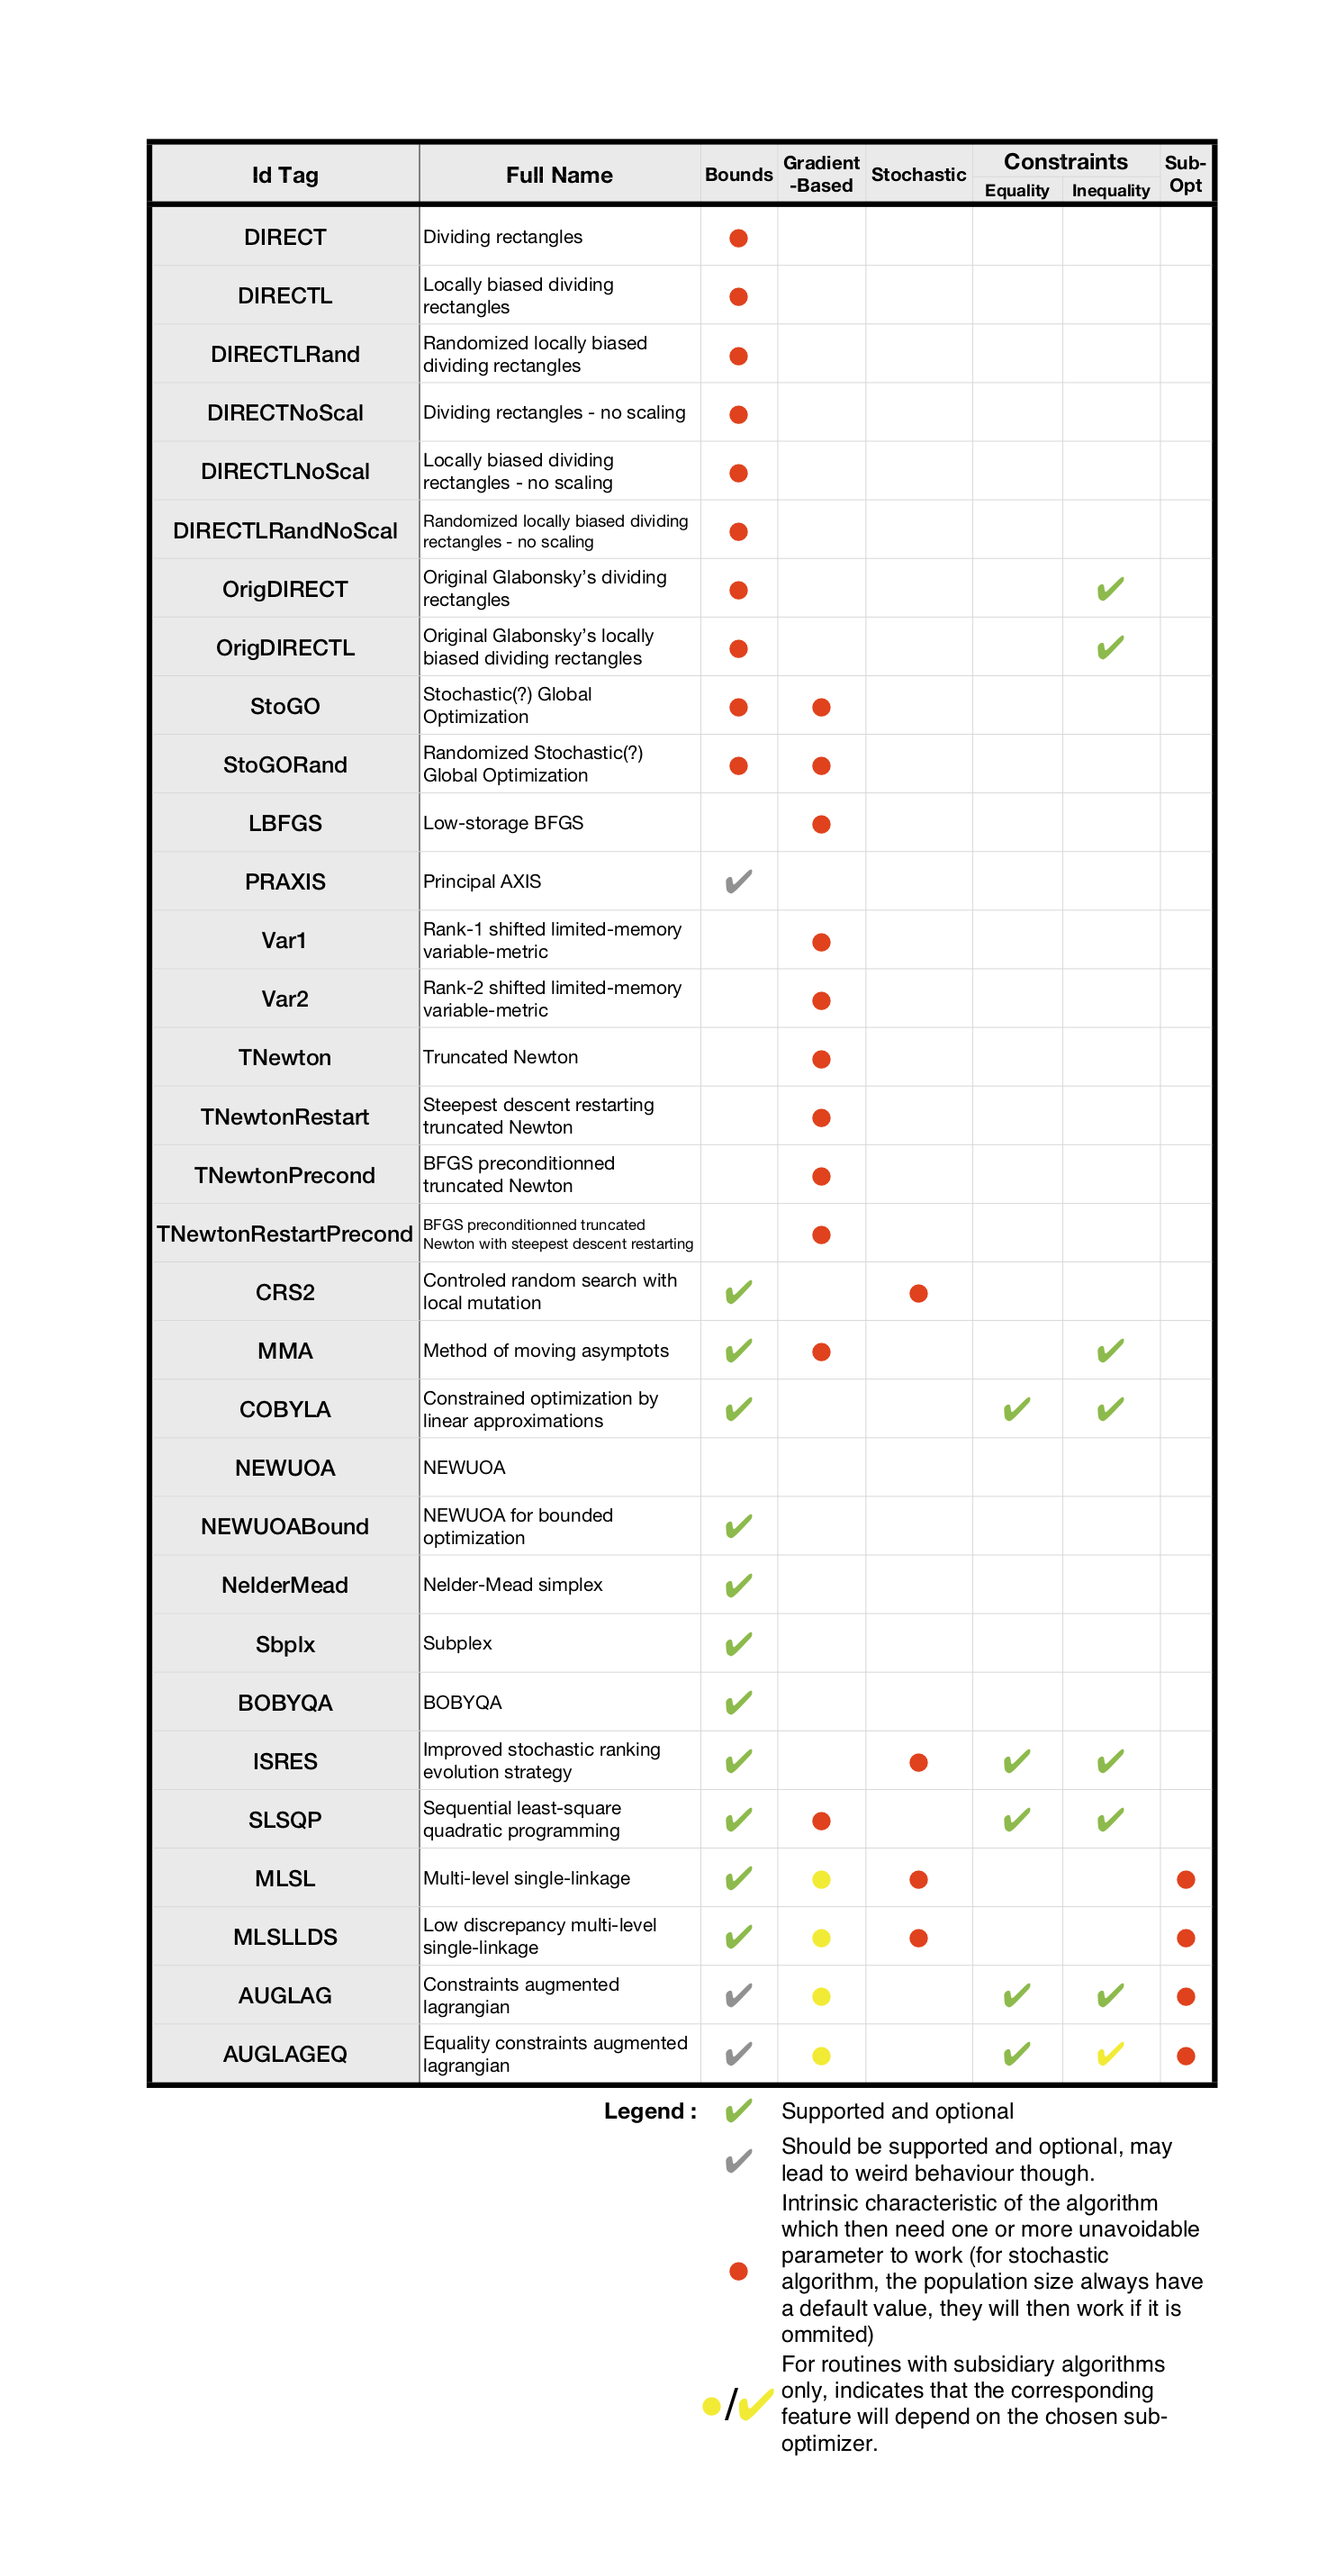 Id Tag
Full Name
Bounds
Gradient
-Based
Stochastic
Constraints
Equality
Inequality
Sub-
Opt
DIRECT
Dividing rectangles
DIRECTL
Locally biased dividing
rectangles
DIRECTLRand
Randomized locally biased
dividing rectangles
DIRECTNoScal
Dividing rectangles - no scaling
DIRECTLNoScal
Locally biased dividing
rectangles - no scaling
DIRECTLRandNoScal
Randomized locally biased dividing
rectangles - no scaling
OrigDIRECT
Original Glabonsky’s dividing
rectangles
OrigDIRECTL
Original Glabonsky’s locally
biased dividing rectangles
StoGO
Stochastic(?) Global
Optimization
StoGORand
Randomized Stochastic(?)
Global Optimization
LBFGS
Low-storage BFGS
PRAXIS
Principal AXIS
Var1
Rank-1 shifted limited-memory
variable-metric
Var2
Rank-2 shifted limited-memory
variable-metric
TNewton
Truncated Newton
TNewtonRestart
Steepest descent restarting
truncated Newton
TNewtonPrecond
BFGS preconditionned
truncated Newton
TNewtonRestartPrecond
BFGS preconditionned truncated
Newton with steepest descent restarting
CRS2
Controled random search with
local mutation
MMA
Method of moving asymptots
COBYLA
Constrained optimization by
linear approximations
NEWUOA
NEWUOA
NEWUOABound
NEWUOA for bounded
optimization
NelderMead
Nelder-Mead simplex
Sbplx
Subplex
BOBYQA
BOBYQA
ISRES
Improved stochastic ranking
evolution strategy
SLSQP
Sequential least-square
quadratic programming
MLSL
Multi-level single-linkage
MLSLLDS
Low discrepancy multi-level
single-linkage
AUGLAG
Constraints augmented
lagrangian
AUGLAGEQ
Equality constraints augmented
lagrangian
Legend :
Supported and optional
Should be supported and optional, may
lead to weird behaviour though.
Intrinsic characteristic of the algorithm
which then need one or more unavoidable
parameter to work (for stochastic
algorithm, the population size always have
a default value, they will then work if it is
ommited)
/
For routines with subsidiary algorithms
only, indicates that the corresponding
feature will depend on the chosen sub-
optimizer.